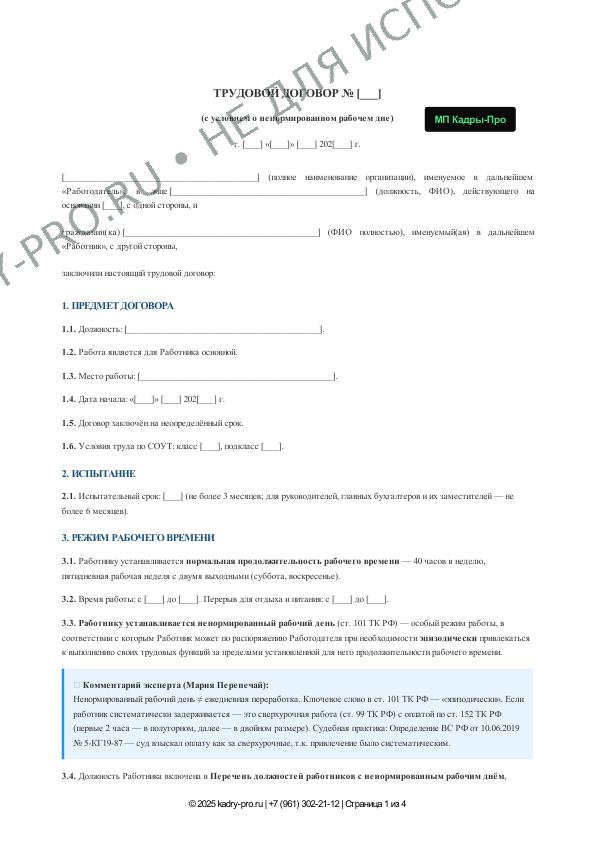 Y-PRO.RU • НЕ ДЛЯ ИСПО
ТРУДОВОЙ ДОГОВОР № [___]
(с условием о ненормированном рабочем дне)
МП Кадры-Про
г. [___] «[___]» [___] 202[___] г.
[________________________________________] (полное наименование организации), именуемое в дальнейшем
«Работодатель», в лице [________________________________________] (должность, ФИО), действующего на
основании [___], с одной стороны, и
гражданин(ка) [________________________________________] (ФИО полностью), именуемый(ая) в дальнейшем
«Работник», с другой стороны,
заключили настоящий трудовой договор:
1. ПРЕДМЕТ ДОГОВОРА
1.1. Должность: [________________________________________].
1.2. Работа является для Работника основной.
1.3. Место работы: [________________________________________].
1.4. Дата начала: «[___]» [___] 202[___] г.
1.5. Договор заключён на неопределённый срок.
1.6. Условия труда по СОУТ: класс [___], подкласс [___].
2. ИСПЫТАНИЕ
2.1. Испытательный срок: [___] (не более 3 месяцев; для руководителей, главных бухгалтеров и их заместителей — не
более 6 месяцев).
3. РЕЖИМ РАБОЧЕГО ВРЕМЕНИ
3.1. Работнику устанавливается нормальная продолжительность рабочего времени — 40 часов в неделю,
пятидневная рабочая неделя с двумя выходными (суббота, воскресенье).
3.2. Время работы: с [___] до [___]. Перерыв для отдыха и питания: с [___] до [___].
3.3. Работнику устанавливается ненормированный рабочий день (ст. 101 ТК РФ) — особый режим работы, в
соответствии с которым Работник может по распоряжению Работодателя при необходимости эпизодически привлекаться
к выполнению своих трудовых функций за пределами установленной для него продолжительности рабочего времени.
Комментарий эксперта (Мария Перепечай):
Ненормированный рабочий день ≠ ежедневная переработка. Ключевое слово в ст. 101 ТК РФ — «эпизодически». Если
работник систематически задерживается — это сверхурочная работа (ст. 99 ТК РФ) с оплатой по ст. 152 ТК РФ
(первые 2 часа — в полуторном, далее — в двойном размере). Судебная практика: Определение ВС РФ от 10.06.2019
№ 5-КГ19-87 — суд взыскал оплату как за сверхурочные, т.к. привлечение было систематическим.
3.4. Должность Работника включена в Перечень должностей работников с ненормированным рабочим днём,
© 2025 kadry-pro.ru | +7 (961) 302-21-12 | Страница 1 из 4